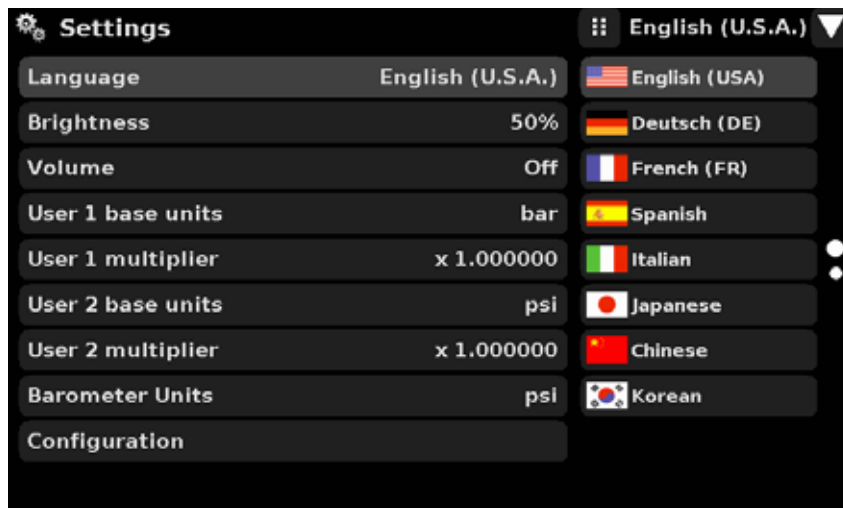 Settings
English (U.S.A.)
Language English (U.S.A.)
Brightness 50%
Volume Off
User 1 base units bar
User 1 multiplier x 1.000000
User 2 base units psi
User 2 multiplier x 1.000000
Barometer Units psi
Configuration
English (USA)
Deutsch (DE)
French (FR)
Spanish
Italian
Japanese
Chinese
Korean